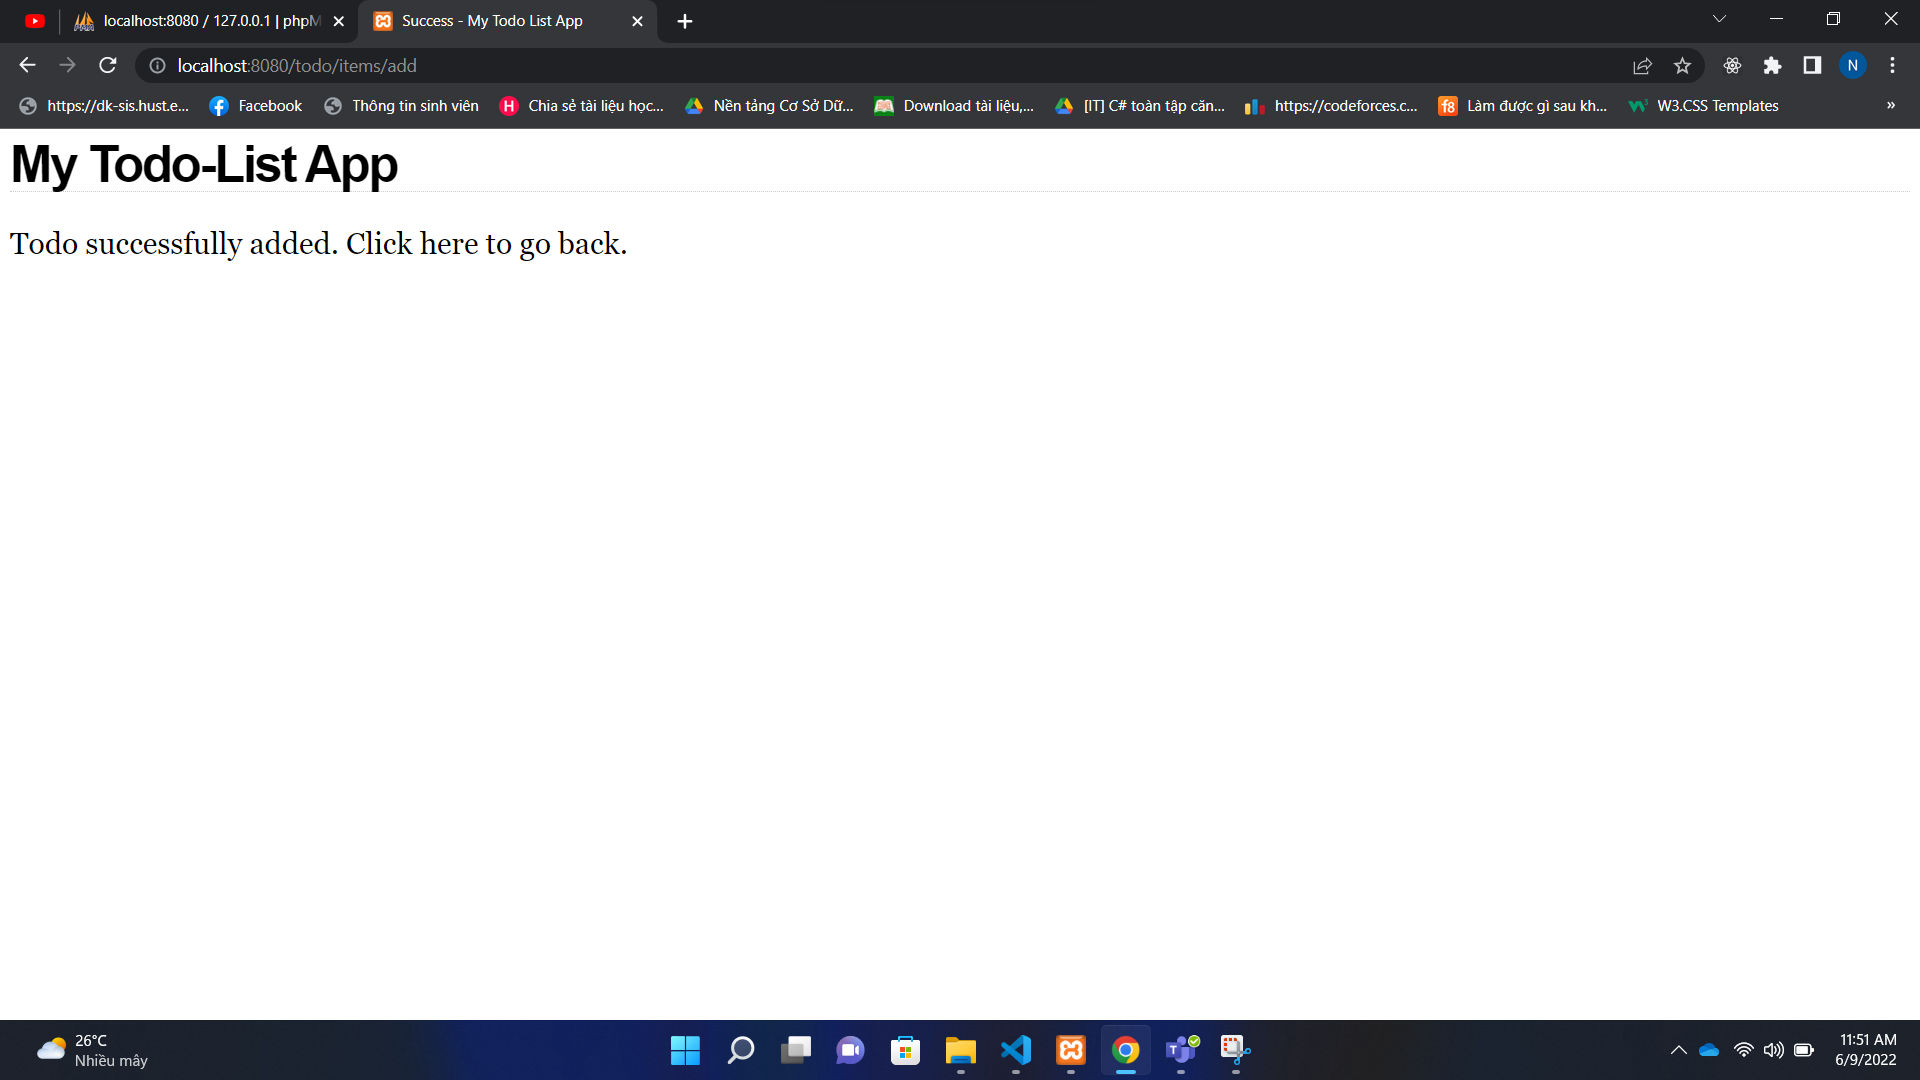 localhost:8080 / 127.0.0.1 | phpM
Success - My Todo List App
localhost:8080/todo/items/add
N
https://dk-sis.hust.e...
Facebook
Thông tin sinh viên
H
Chia sẻ tài liệu học...
Nền tảng Cơ Sở Dữ...
Download tài liệu,...
[IT] C# toàn tập căn...
https://codeforces.c...
f8
Làm được gì sau kh...
W3.CSS Templates
»
My Todo-List App
Todo successfully added. Click here to go back.
26°C
Nhiều mây
11:51 AM
6/9/2022